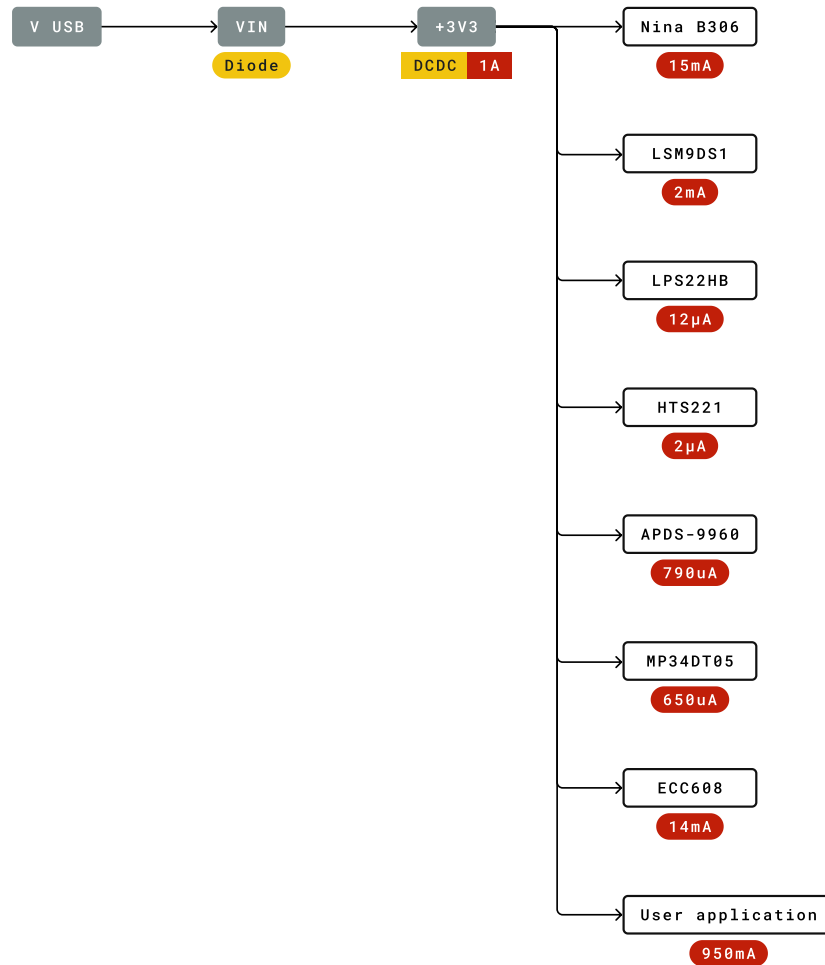 V USB
VIN
+3V3
Nina B306
Diode
DCDC
1A
15mA
LSM9DS1
2mA
LPS22HB
12µA
HTS221
2µA
APDS-9960
790uA
MP34DT05
650uA
ECC608
14mA
User application
950mA